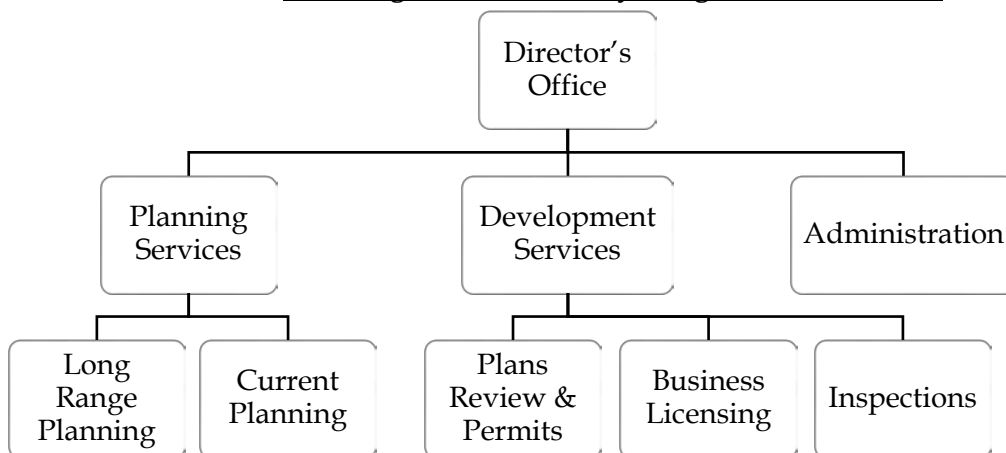 Director's
Office
Planning
Services
Development
Services
Administration
Long
Range
Planning
Current
Planning
Plans
Review &
Permits
Business
Licensing
Inspections